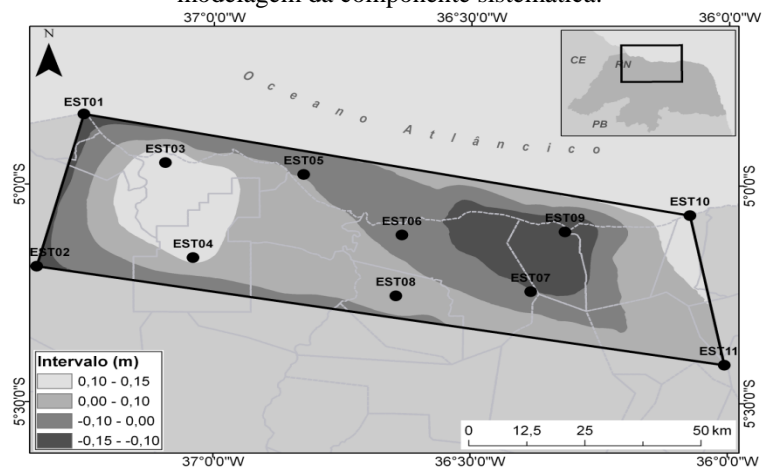 modelagem da componente sistemática.
37°0'0"W 36°30'0"W 36°0'0"W
N
Oceano Atlâncico
CE
RN
PB
EST01
EST03
EST05
5°0'0"S
5°0'0"S
EST10
EST06
EST09
EST02
EST04
EST07
EST08
EST11
Intervalo (m)
0,10 - 0,15
0,00 - 0,10
-0,10 - 0,00
-0,15 - -0,10
5°30'0"S
5°30'0"S
0 12,5 25 50 km
37°0'0"W 36°30'0"W 36°0'0"W